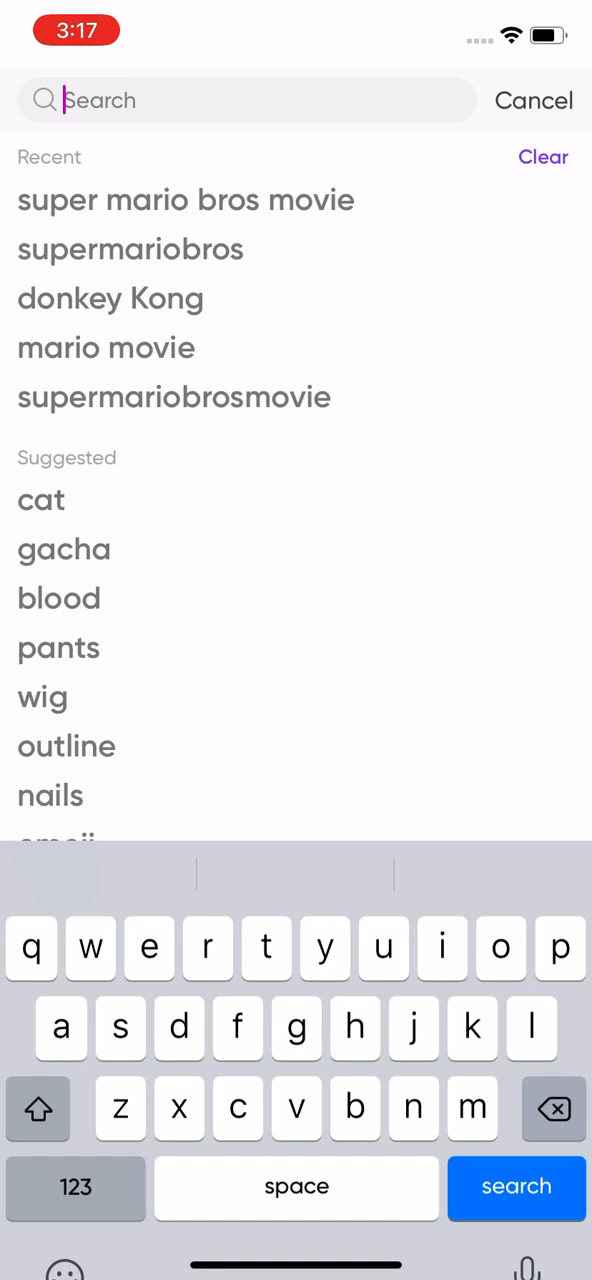 3:17
Search
Cancel
Recent
Clear
super mario bros movie
supermariobros
donkey Kong
mario movie
supermariobrosmovie
Suggested
cat
gacha
blood
pants
wig
outline
nails
emoji
q w e r t y u i o p
a s d f g h j k l
z x c v b n m
123
space
search